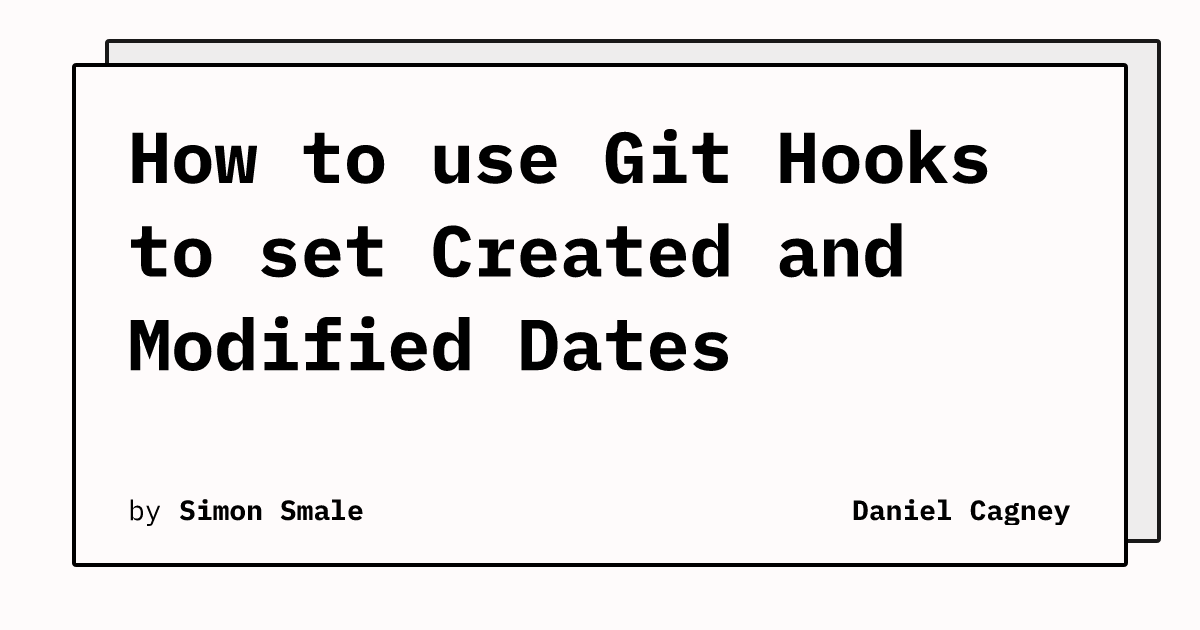 How to use Git Hooks
to set Created and
Modified Dates
by Simon Smale
Daniel Cagney